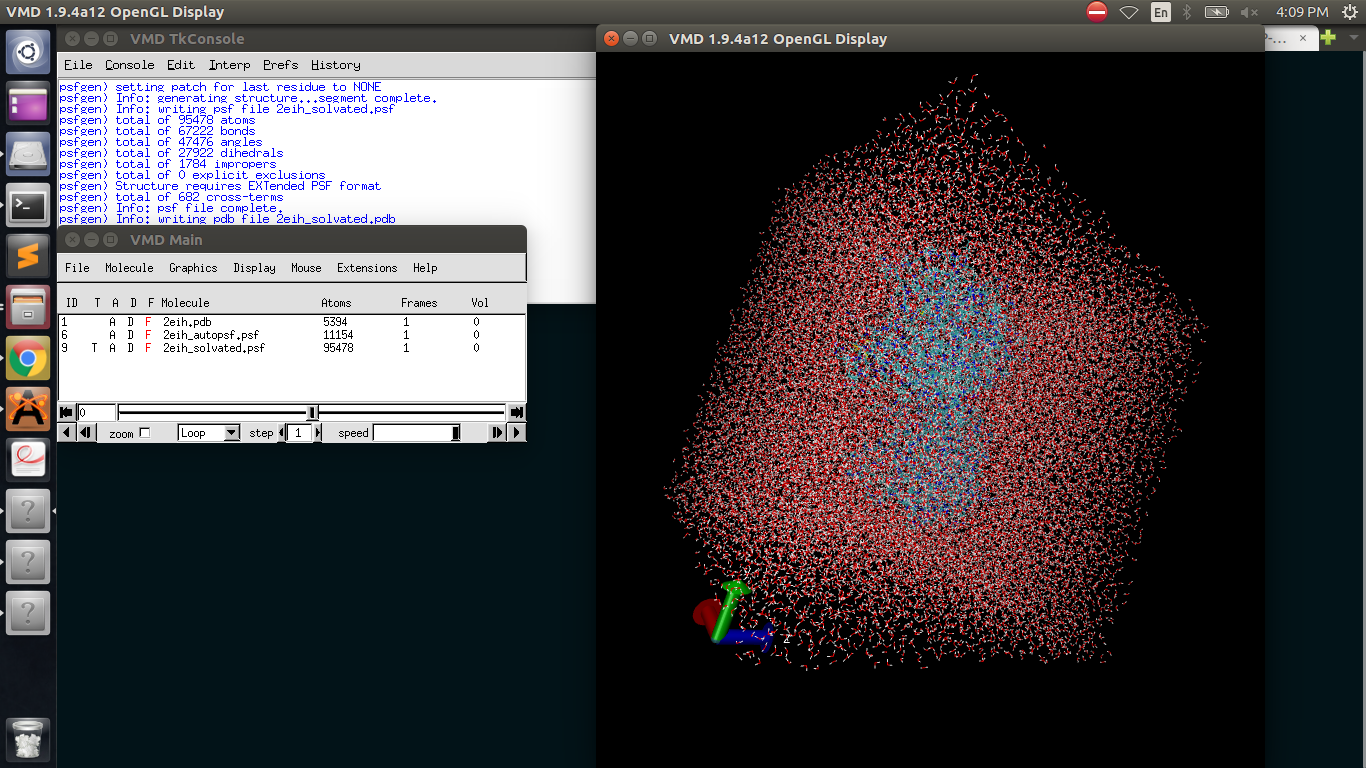 VMD 1.9.4a12 OpenGL Display
En
4:09 PM
VMD TkConsole
File Console Edit Interp Prefs History
psfgen) setting patch for last residue to NONE
psfgen) Info: generating structure...segment complete.
psfgen) Info: writing psf file 2eih_solvated.psf
psfgen) total of 95478 atoms
psfgen) total of 67222 bonds
psfgen) total of 47476 angles
psfgen) total of 27922 dihedrals
psfgen) total of 1784 impropers
psfgen) total of 0 explicit exclusions
psfgen) Structure requires EXTended PSF format
psfgen) total of 682 cross-terms
psfgen) Info: psf file complete.
psfgen) Info: writing pdb file 2eih_solvated.pdb
VMD Main
File Molecule Graphics Display Mouse Extensions Help
ID T A D F Molecule Atoms Frames Vol
1 A D F 2eih.pdb 5394 1 0
6 A D F 2eih_autopsf.psf 11154 1 0
9 T A D F 2eih_solvated.psf 95478 1 0
0
zoom Loop step 1 speed
VMD 1.9.4a12 OpenGL Display
P-...
Z